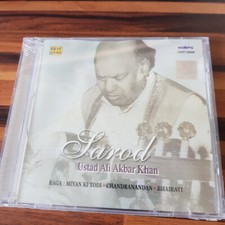 Sarod
Ustad Ali Akbar Khan
RAGA : MIYAN KI TODI • CHANDRANANDAN • BHAIRAVI